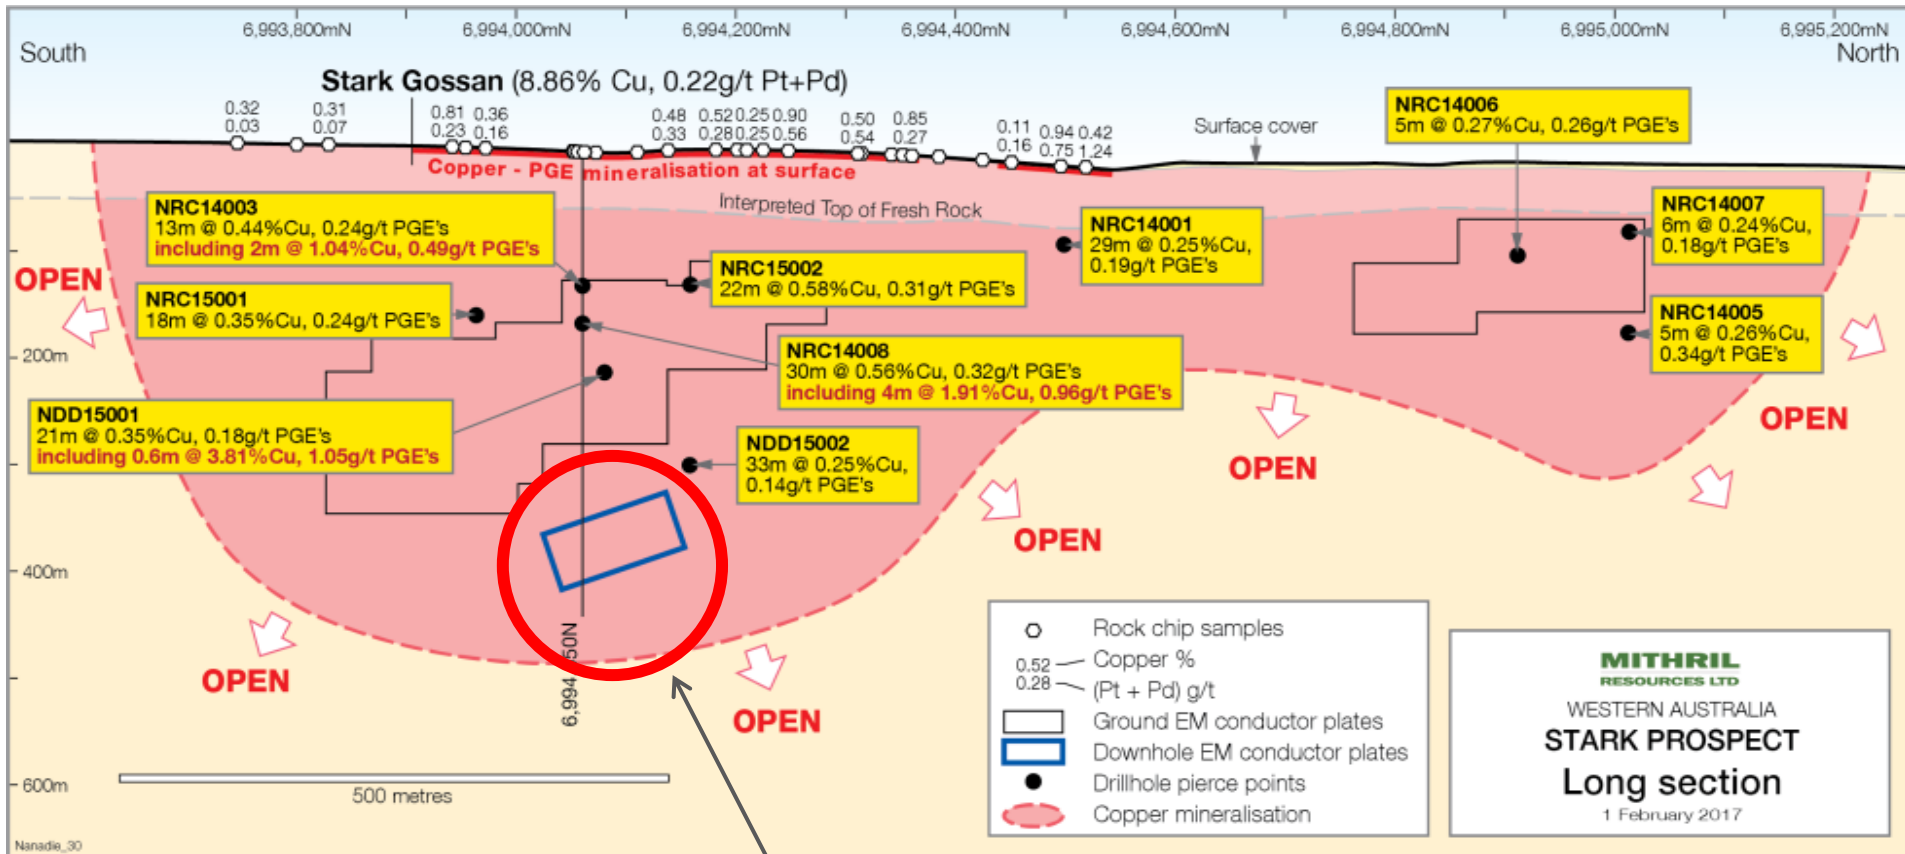 6,993,800mN
6,994,000mN
6,994,200mN
6,994,400mN
6,994,600mN
6,994,800mN
6,995,000mN
6,995,200mN
South
North
Stark Gossan (8.86% Cu, 0.22g/t Pt+Pd)
0.32
0.03
0.31
0.07
0.81
0.23
0.36
0.16
0.48
0.33
0.52
0.28
0.25
0.25
0.90
0.56
0.50
0.54
0.85
0.27
0.11
0.16
0.94
0.75
0.42
1.24
Surface cover
NRC14006
5m @ 0.27%Cu, 0.26g/t PGE's
Copper - PGE mineralisation at surface
Interpreted Top of Fresh Rock
NRC14003
13m @ 0.44%Cu, 0.24g/t PGE's
including 2m @ 1.04%Cu, 0.49g/t PGE's
NRC14001
29m @ 0.25%Cu,
0.19g/t PGE's
NRC14007
6m @ 0.24%Cu,
0.18g/t PGE's
OPEN
NRC15001
18m @ 0.35%Cu, 0.24g/t PGE's
NRC15002
22m @ 0.58%Cu, 0.31g/t PGE's
NRC14005
5m @ 0.26%Cu,
0.34g/t PGE's
200m
NRC14008
30m @ 0.56%Cu, 0.32g/t PGE's
including 4m @ 1.91%Cu, 0.96g/t PGE's
NDD15001
21m @ 0.35%Cu, 0.18g/t PGE's
including 0.6m @ 3.81%Cu, 1.05g/t PGE's
NDD15002
33m @ 0.25%Cu,
0.14g/t PGE's
OPEN
OPEN
OPEN
400m
OPEN
OPEN
6,994 50N
600m
500 metres
Rock chip samples
0.52 Copper %
0.28 (Pt + Pd) g/t
Ground EM conductor plates
Downhole EM conductor plates
Drillhole pierce points
Copper mineralisation
MITHRIL
RESOURCES LTD
WESTERN AUSTRALIA
STARK PROSPECT
Long section
1 February 2017
Nanadie_30